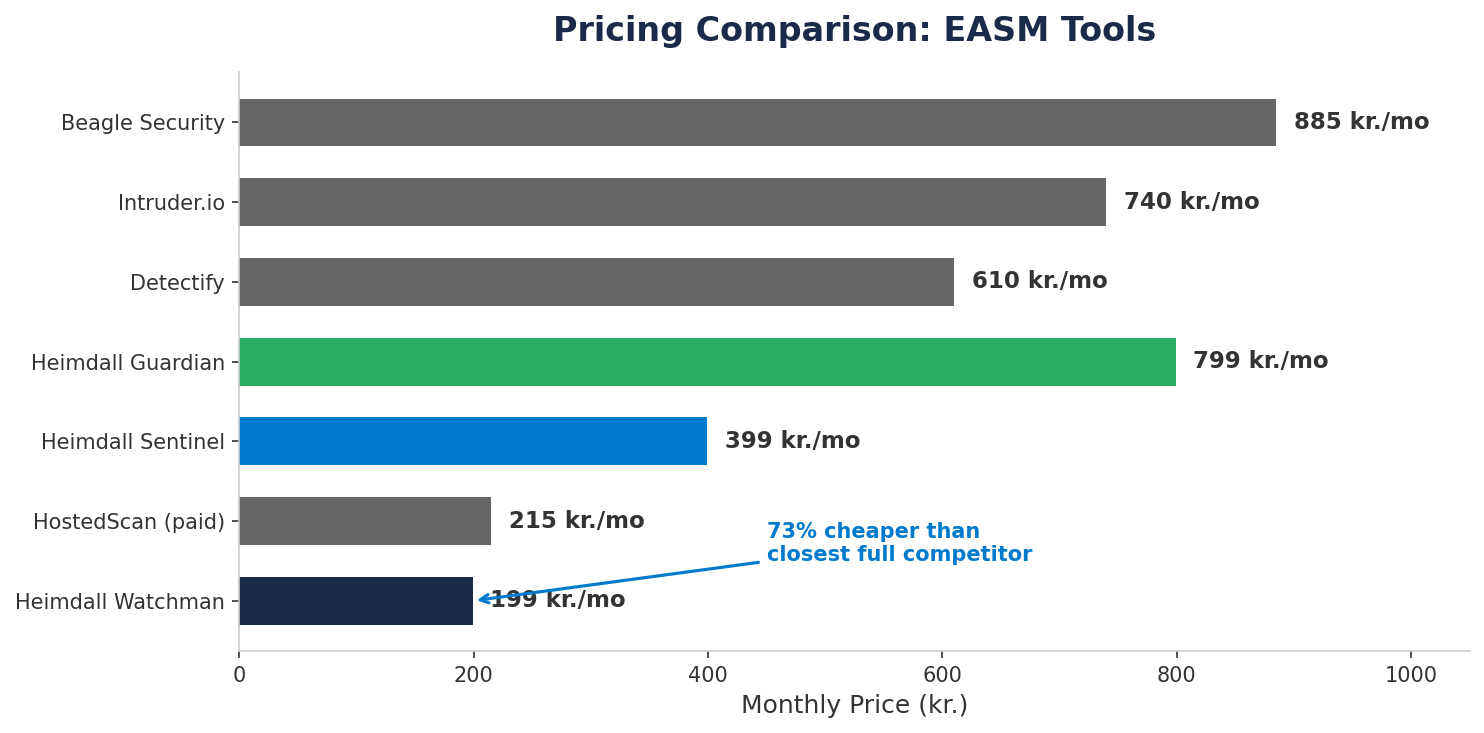 Pricing Comparison: EASM Tools
Beagle Security
885 kr./mo
Intruder.io
740 kr./mo
Detectify
610 kr./mo
Heimdall Guardian
799 kr./mo
Heimdall Sentinel
399 kr./mo
HostedScan (paid)
215 kr./mo
73% cheaper than
closest full competitor
Heimdall Watchman
199 kr./mo
0 200 400 600 800 1000
Monthly Price (kr.)